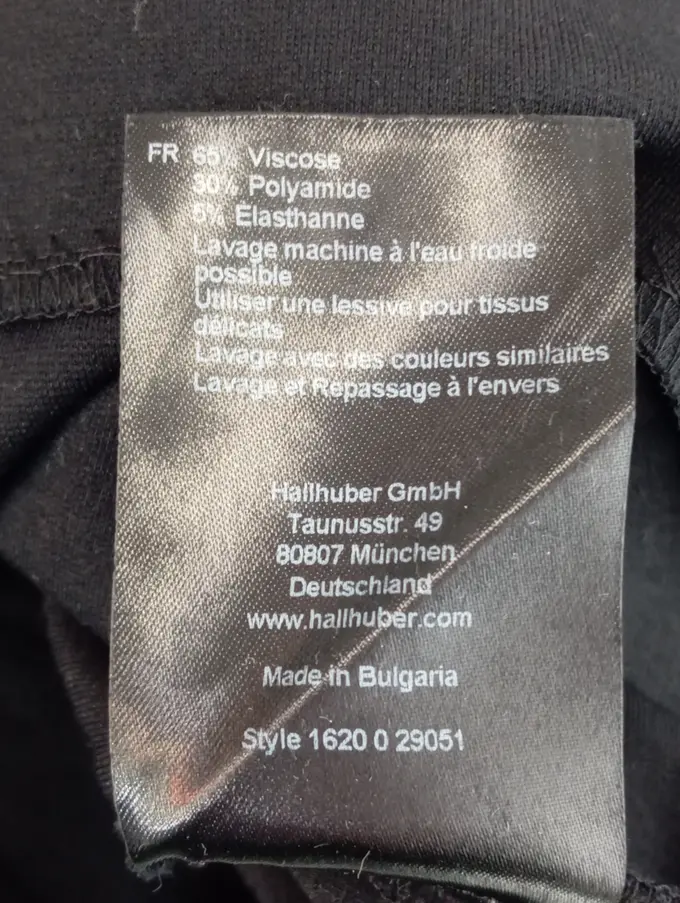 FR 65% Viscose
30% Polyamide
5% Elasthanne
Lavage machine à l'eau froide
possible
Utiliser une lessive pour tissus
délicats
Lavage avec des couleurs similaires
Lavage et Repassage à l'envers
Hallhuber GmbH
Taunusstr. 49
80807 München
Deutschland
www.hallhuber.com
Made in Bulgaria
Style 1620 0 29051